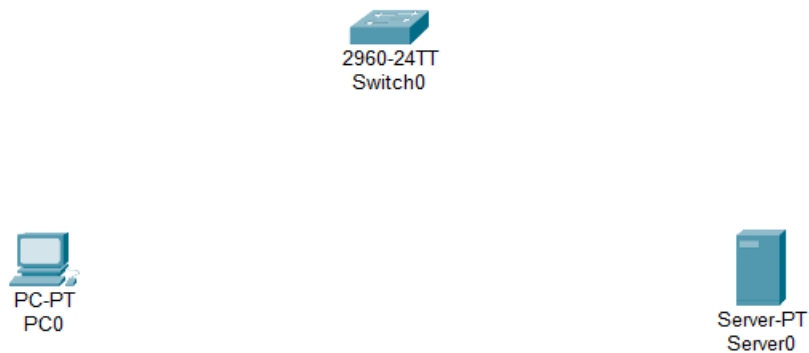 2960-24TT
Switch0
PC-PT
PC0
Server-PT
Server0